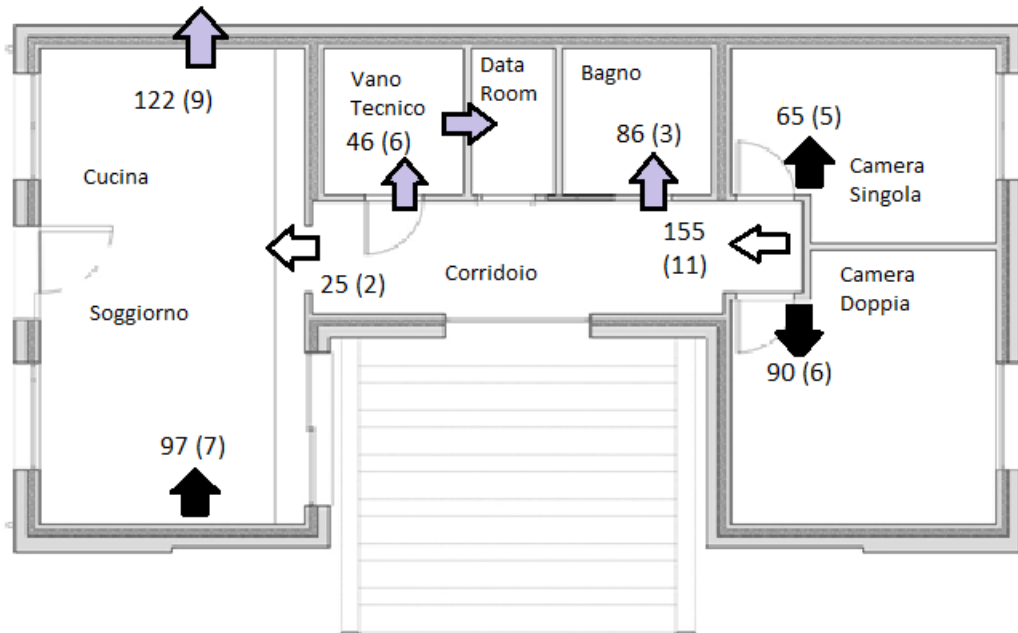 122 (9)
Cucina
Soggiorno
97 (7)
Vano
Tecnico
46 (6)
Data
Room
Bagno
86 (3)
65 (5)
Camera
Singola
155
(11)
25 (2)
Corridoio
Camera
Doppia
90 (6)